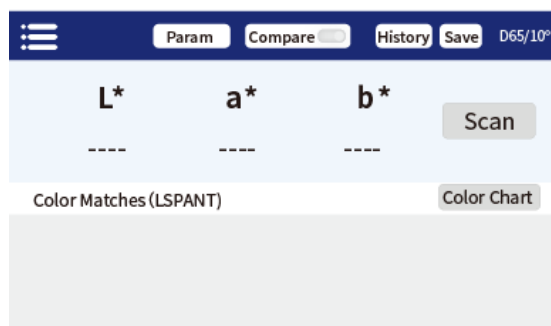 Param Compare History Save D65/10°
L* a* b*
Scan
---- ---- ----
Color Matches (LSPANT) Color Chart